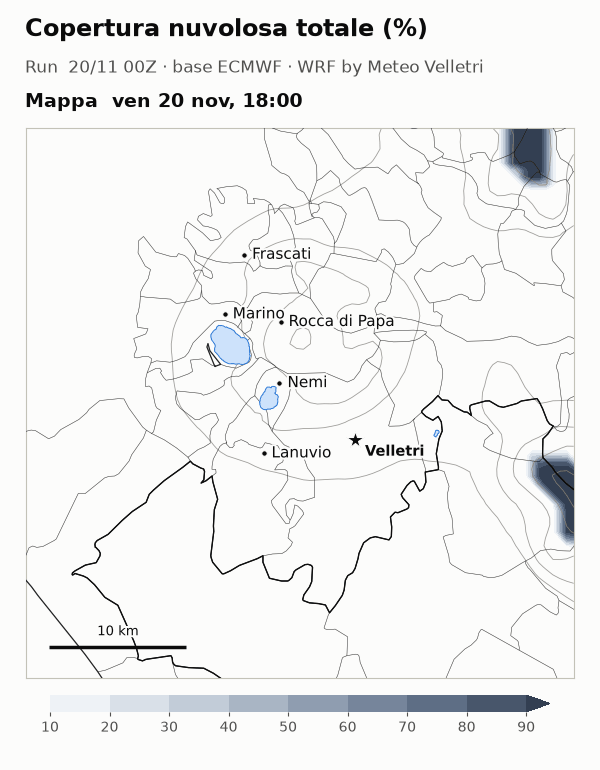 Copertura nuvolosa totale (%)
Run  20/11 00Z · base ECMWF · WRF by Meteo Velletri
Mappa  ven 20 nov, 18:00
Frascati
Marino
Rocca di Papa
Nemi
Velletri
Lanuvio
10 km
10 20 30 40 50 60 70 80 90